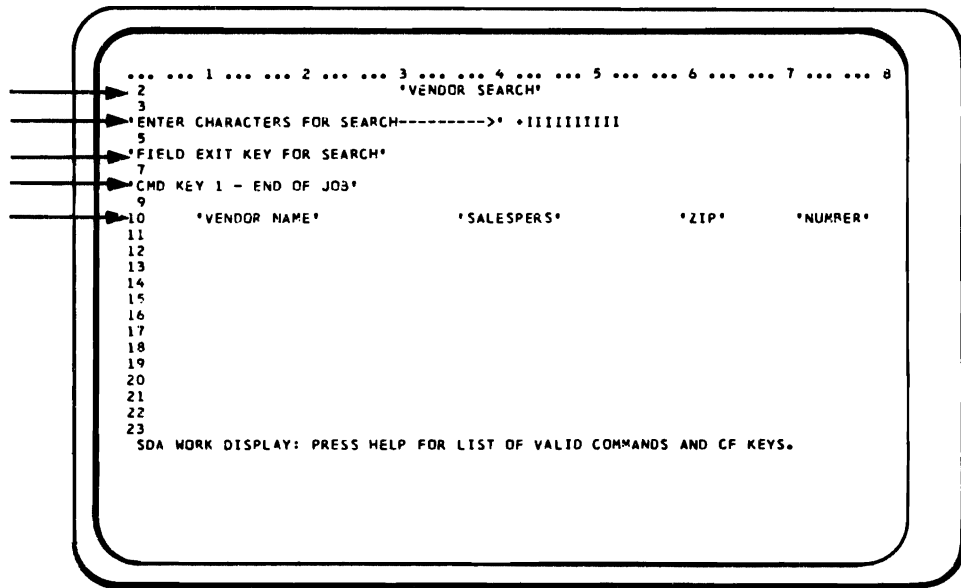 ... ... 1 ... ... 2 ... ... 3 ... ... 4 ... ... 5 ... ... 6 ... ... 7 ... ... 8
2 'VENDOR SEARCH'
3
'ENTER CHARACTERS FOR SEARCH--------->' +IIIIIIIIII
5
'FIELD EXIT KEY FOR SEARCH'
7
'CMD KEY 1 - END OF JOB'
9
10 'VENDOR NAME' 'SALESPERS' 'ZIP' 'NUMBER'
11
12
13
14
15
16
17
18
19
20
21
22
23
SDA WORK DISPLAY: PRESS HELP FOR LIST OF VALID COMMANDS AND CF KEYS.